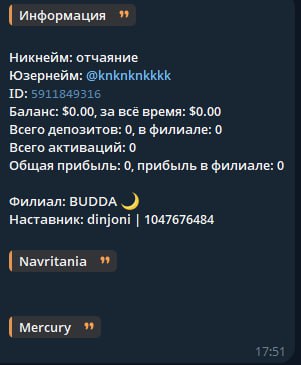 Информация
Никнейм: отчаяние
Юзернейм: @knknknkkkk
ID: 5911849316
Баланс: $0.00, за всё время: $0.00
Всего депозитов: 0, в филиале: 0
Всего активаций: 0
Общая прибыль: 0, прибыль в филиале: 0
Филиал: BUDDA 🌙
Наставник: dinjoni | 1047676484
Navritania
Mercury
17:51